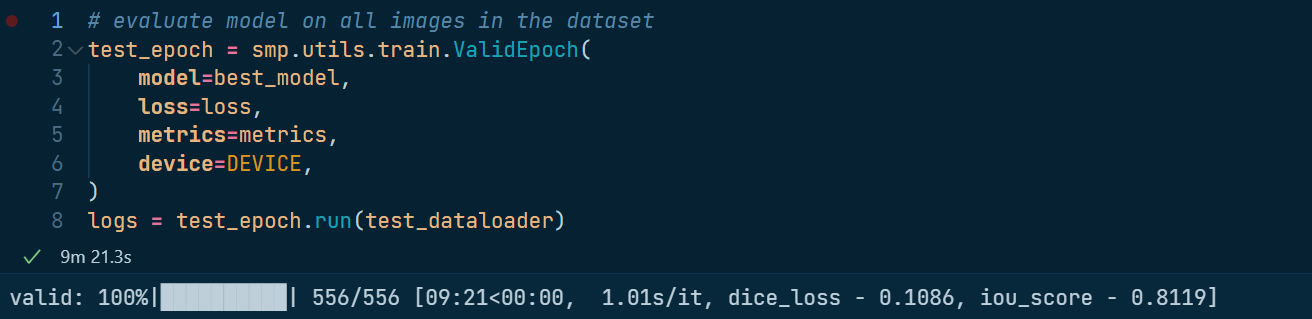 1 # evaluate model on all images in the dataset
2 test_epoch = smp.utils.train.ValidEpoch(
3     model=best_model,
4     loss=loss,
5     metrics=metrics,
6     device=DEVICE,
7 )
8 logs = test_epoch.run(test_dataloader)
9m 21.3s
valid: 100%|██████████| 556/556 [09:21<00:00,  1.01s/it, dice_loss - 0.1086, iou_score - 0.8119]